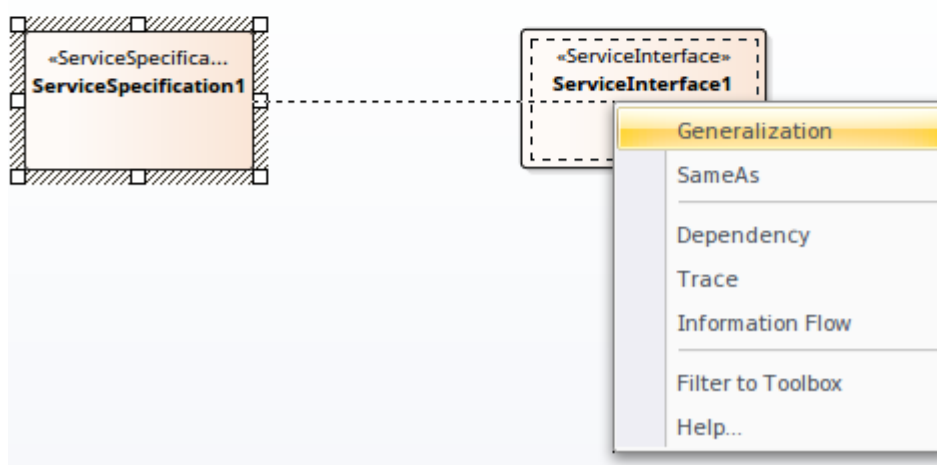 «ServiceSpecifica...
ServiceSpecification1
«ServiceInterface»
ServiceInterface1
Generalization
SameAs
Dependency
Trace
Information Flow
Filter to Toolbox
Help...